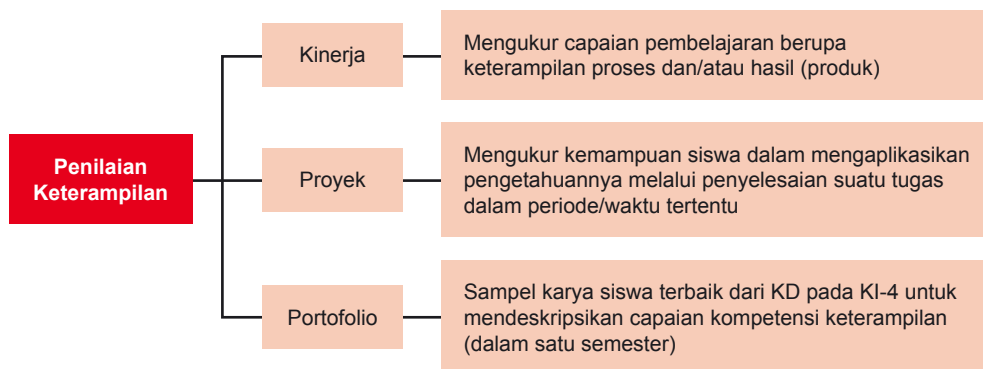 Penilaian
Keterampilan
Kinerja
Mengukur capaian pembelajaran berupa
keterampilan proses dan/atau hasil (produk)
Proyek
Mengukur kemampuan siswa dalam mengaplikasikan
pengetahuannya melalui penyelesaian suatu tugas
dalam periode/waktu tertentu
Portofolio
Sampel karya siswa terbaik dari KD pada KI-4 untuk
mendeskripsikan capaian kompetensi keterampilan
(dalam satu semester)